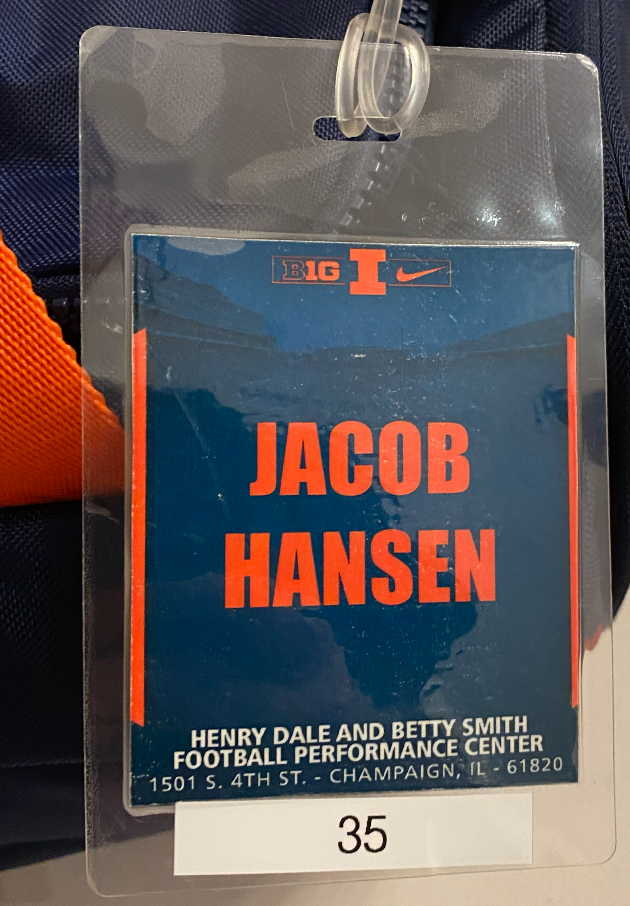 B1G I
JACOB
HANSEN
HENRY DALE AND BETTY SMITH
FOOTBALL PERFORMANCE CENTER
1501 S. 4TH ST. - CHAMPAIGN, IL - 61820
35